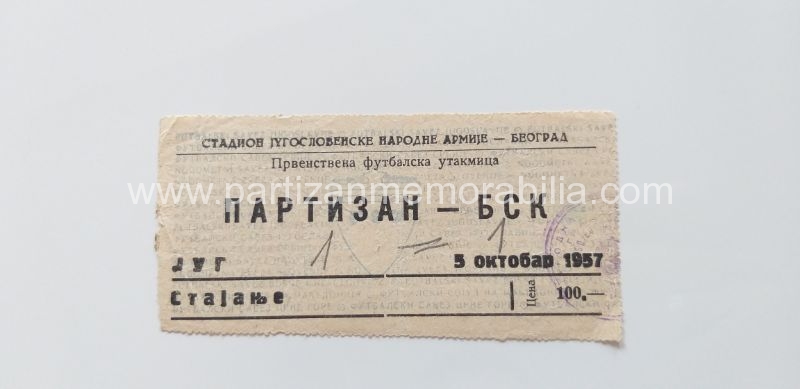 СТАДИОН ЈУГОСЛОВЕНСКЕ НАРОДНЕ АРМИЈЕ — БЕОГРАД
Првенствена футбалска утакмица
www.partizanmemorabilia.com
ПАРТИЗАН — БСК
1 = 1
ЈУГ
5 октобар 1957
Стајање
Цена 100.—